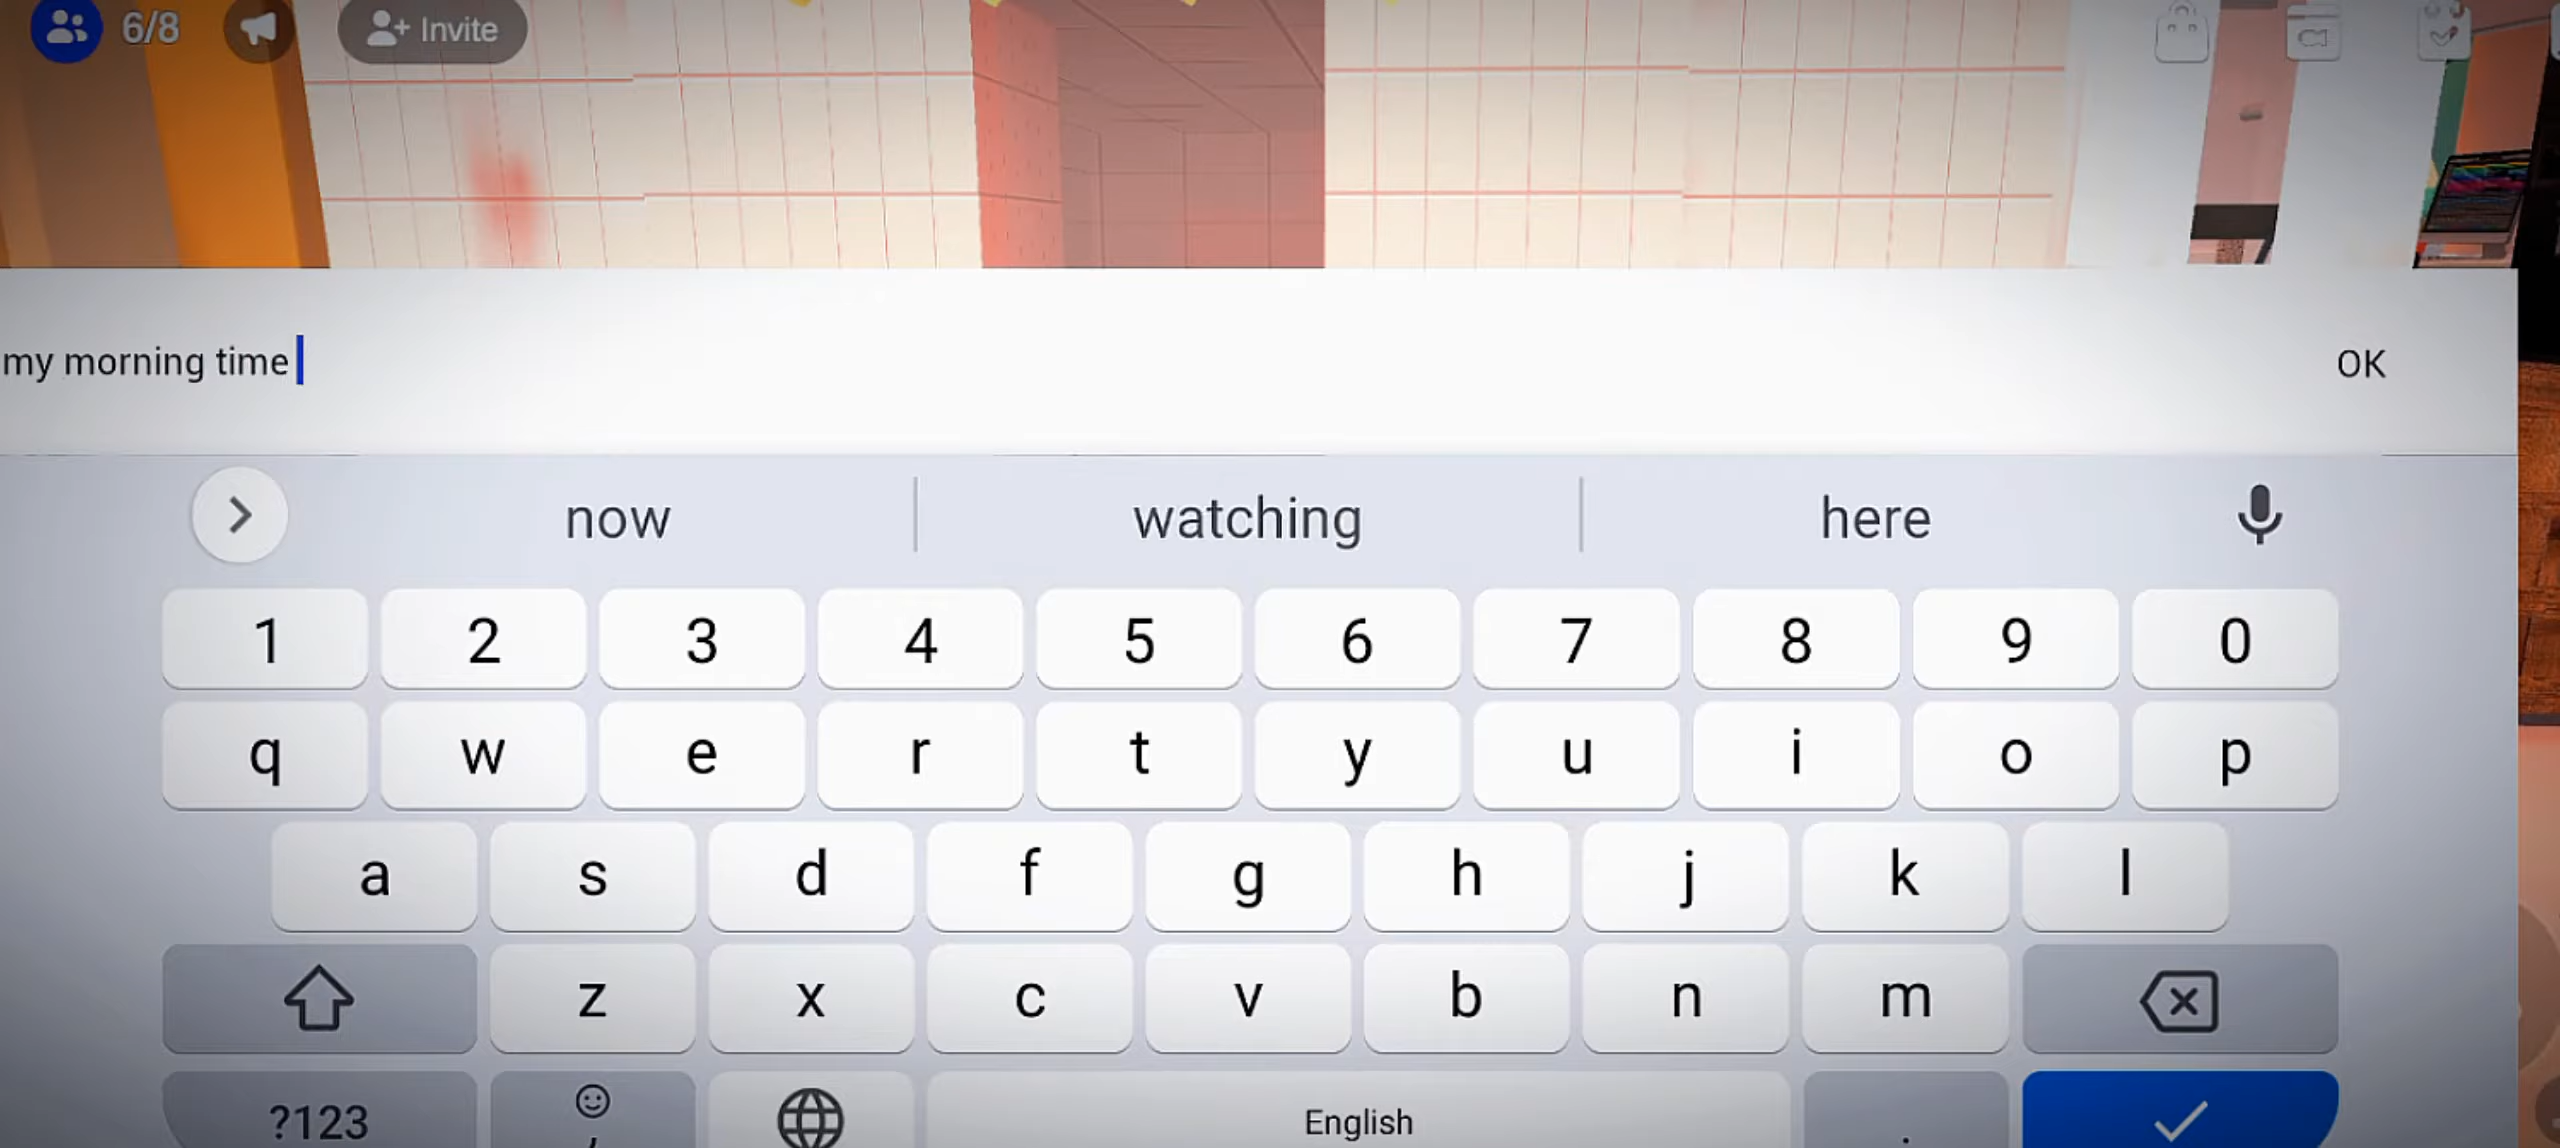 6/8
Invite
my morning time
OK
now watching here
1 2 3 4 5 6 7 8 9 0
q w e r t y u i o p
a s d f g h j k l
z x c v b n m
?123 , English .